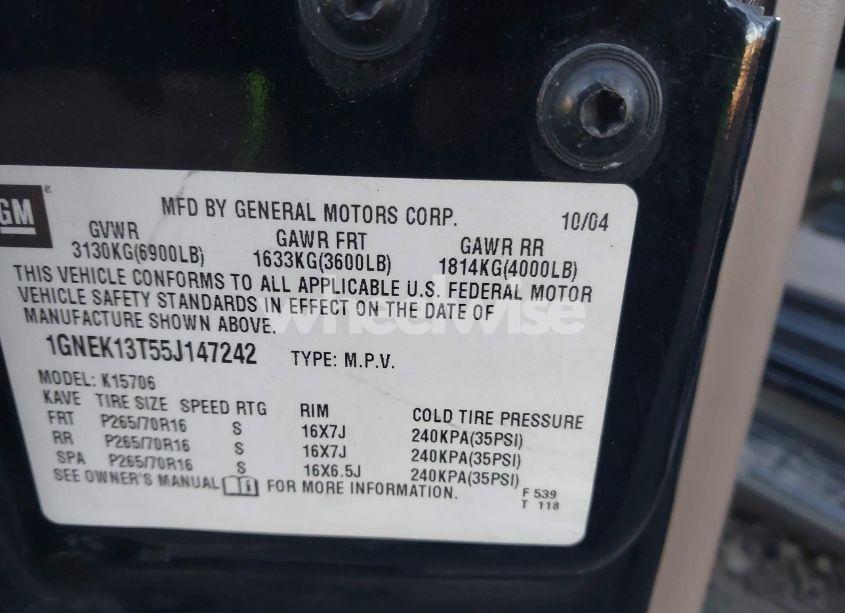 GM®
MFD BY GENERAL MOTORS CORP. 10/04
GVWR GAWR FRT GAWR RR
3130KG(6900LB) 1633KG(3600LB) 1814KG(4000LB)
THIS VEHICLE CONFORMS TO ALL APPLICABLE U.S. FEDERAL MOTOR
VEHICLE SAFETY STANDARDS IN EFFECT ON THE DATE OF
MANUFACTURE SHOWN ABOVE.
wheelwise
1GNEK13T55J147242 TYPE: M.P.V.
MODEL: K15706
KAVE TIRE SIZE SPEED RTG RIM COLD TIRE PRESSURE
FRT P265/70R16 S 16X7J 240KPA(35PSI)
RR P265/70R16 S 16X7J 240KPA(35PSI)
SPA P265/70R16 S 16X6.5J 240KPA(35PSI)
SEE OWNER'S MANUAL FOR MORE INFORMATION.
F 539
T 118